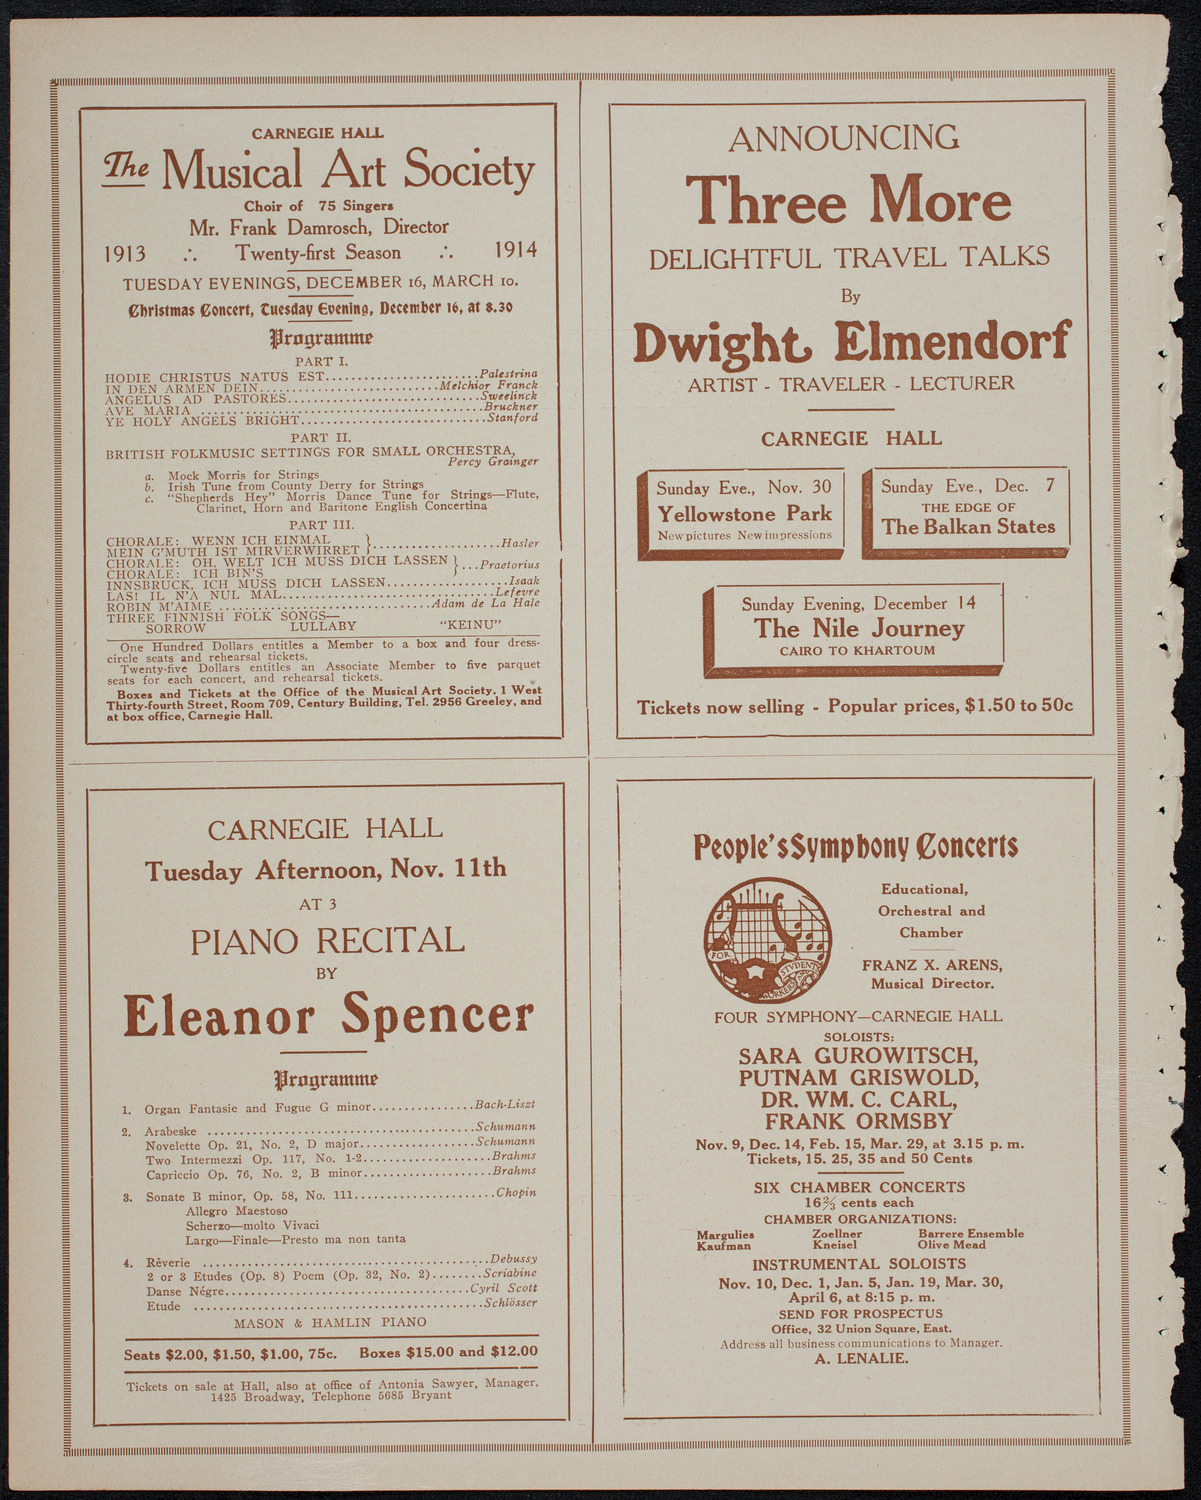 CARNEGIE HALL
The Musical Art Society
Choir of 75 Singers
Mr. Frank Damrosch, Director
1913 ∴ Twenty-first Season ∴ 1914
TUESDAY EVENINGS, DECEMBER 16, MARCH 10.
Christmas Concert, Tuesday Evening, December 16, at 8.30
Programme
PART I.
HODIE CHRISTUS NATUS EST........................Palestrina
IN DEN ARMEN DEIN............................Melchior Franck
ANGELUS AD PASTORES............................Sweelinck
AVE MARIA ..........................................Bruckner
YE HOLY ANGELS BRIGHT...........................Stanford
PART II.
BRITISH FOLKMUSIC SETTINGS FOR SMALL ORCHESTRA,
Percy Grainger
a. Mock Morris for Strings
b. Irish Tune from County Derry for Strings
c. "Shepherds Hey" Morris Dance Tune for Strings—Flute,
Clarinet, Horn and Baritone English Concertina
PART III.
CHORALE: WENN ICH EINMAL
MEIN G'MUTH IST MIRVERWIRRET }...................Hasler
CHORALE: OH, WELT ICH MUSS DICH LASSEN
CHORALE: ICH BIN'S }...Praetorius
INNSBRUCK, ICH MUSS DICH LASSEN..................Isaak
LAS! IL N'A NUL MAL...............................Lefevre
ROBIN M'AIME ...............................Adam de La Hale
THREE FINNISH FOLK SONGS—
SORROW LULLABY "KEINU"
One Hundred Dollars entitles a Member to a box and four dress-
circle seats and rehearsal tickets.
Twenty-five Dollars entitles an Associate Member to five parquet
seats for each concert, and rehearsal tickets.
Boxes and Tickets at the Office of the Musical Art Society, 1 West
Thirty-fourth Street, Room 709, Century Building, Tel. 2956 Greeley, and
at box office, Carnegie Hall.
ANNOUNCING
Three More
DELIGHTFUL TRAVEL TALKS
By
Dwight Elmendorf
ARTIST - TRAVELER - LECTURER
CARNEGIE HALL
Sunday Eve., Nov. 30
Yellowstone Park
New pictures New impressions
Sunday Eve., Dec. 7
THE EDGE OF
The Balkan States
Sunday Evening, December 14
The Nile Journey
CAIRO TO KHARTOUM
Tickets now selling - Popular prices, $1.50 to 50c
CARNEGIE HALL
Tuesday Afternoon, Nov. 11th
AT 3
PIANO RECITAL
BY
Eleanor Spencer
Programme
1. Organ Fantasie and Fugue G minor...............Bach-Liszt
2. Arabeske .......................................Schumann
Novelette Op. 21, No. 2, D major.................Schumann
Two Intermezzi Op. 117, No. 1-2...................Brahms
Capriccio Op. 76, No. 2, B minor...................Brahms
3. Sonate B minor, Op. 58, No. 111.....................Chopin
Allegro Maestoso
Scherzo—molto Vivaci
Largo—Finale—Presto ma non tanta
4. Rêverie ..........................................Debussy
2 or 3 Etudes (Op. 8) Poem (Op. 32, No. 2)........Scriabine
Danse Négre....................................Cyril Scott
Etude ..........................................Schlösser
MASON & HAMLIN PIANO
Seats $2.00, $1.50, $1.00, 75c. Boxes $15.00 and $12.00
Tickets on sale at Hall, also at office of Antonia Sawyer, Manager,
1425 Broadway, Telephone 5685 Bryant
People's Symphony Concerts
FOR STUDENTS WORKERS
Educational,
Orchestral and
Chamber
FRANZ X. ARENS,
Musical Director.
FOUR SYMPHONY—CARNEGIE HALL
SOLOISTS:
SARA GUROWITSCH,
PUTNAM GRISWOLD,
DR. WM. C. CARL,
FRANK ORMSBY
Nov. 9, Dec. 14, Feb. 15, Mar. 29, at 3.15 p. m.
Tickets, 15. 25, 35 and 50 Cents
SIX CHAMBER CONCERTS
16⅔ cents each
CHAMBER ORGANIZATIONS:
Margulies Zoellner Barrere Ensemble
Kaufman Kneisel Olive Mead
INSTRUMENTAL SOLOISTS
Nov. 10, Dec. 1, Jan. 5, Jan. 19, Mar. 30,
April 6, at 8:15 p. m.
SEND FOR PROSPECTUS
Office, 32 Union Square, East.
Address all business communications to Manager.
A. LENALIE.